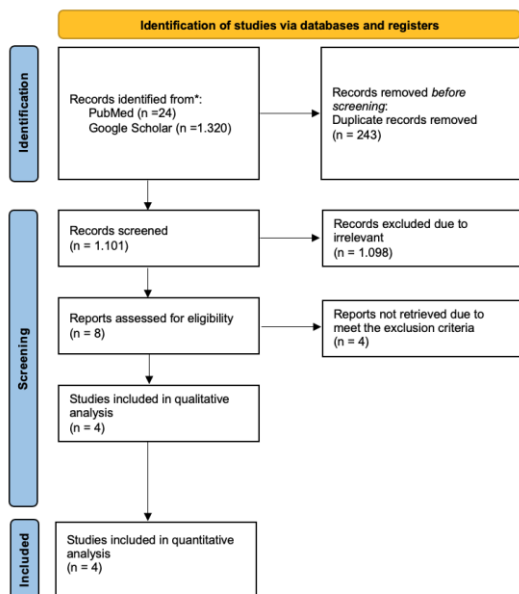 Identification of studies via databases and registers
Identification
Records identified from*:
PubMed (n =24)
Google Scholar (n =1.320)
Records removed before
screening:
Duplicate records removed
(n = 243)
Screening
Records screened
(n = 1.101)
Records excluded due to
irrelevant
(n = 1.098)
Reports assessed for eligibility
(n = 8)
Reports not retrieved due to
meet the exclusion criteria
(n = 4)
Studies included in qualitative
analysis
(n = 4)
Included
Studies included in quantitative
analysis
(n = 4)